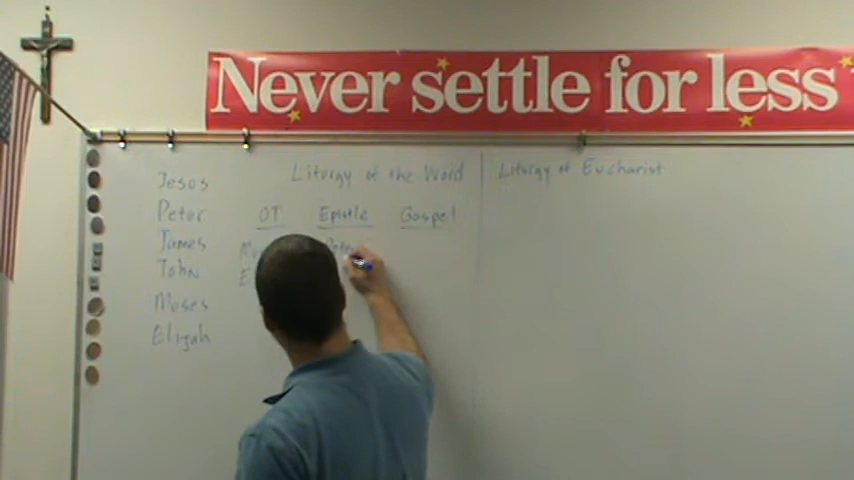 Never settle for less
Jesus
Peter
James
John
Moses
Elijah
Liturgy of the Word
Liturgy of Eucharist
OT Epistle Gospel
Peter